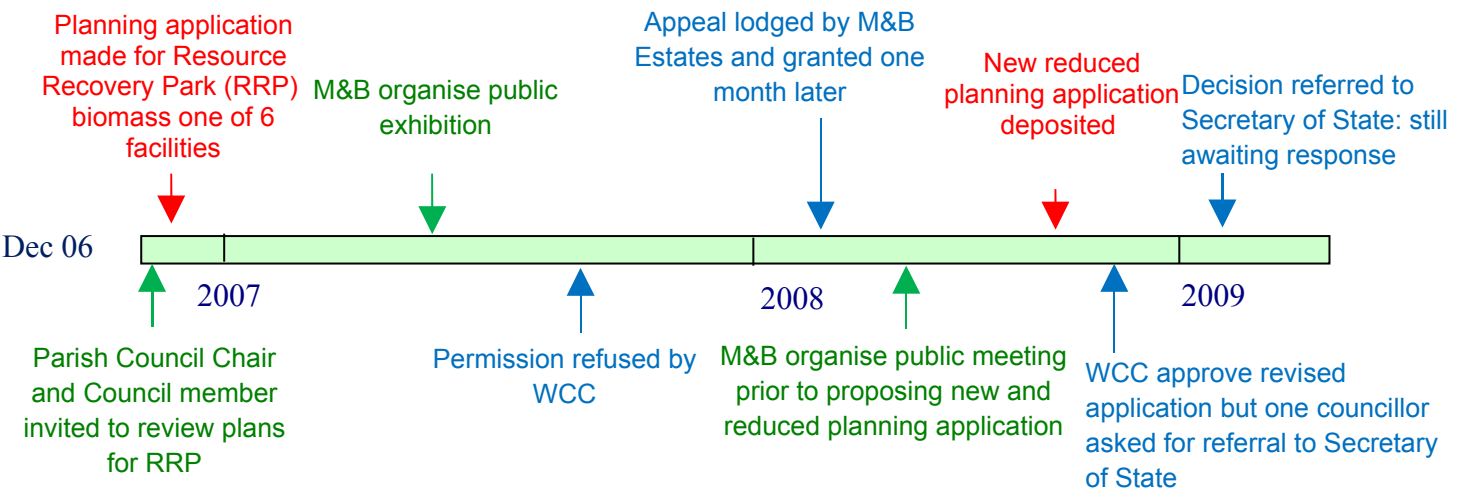 Planning application
made for Resource
Recovery Park (RRP)
biomass one of 6
facilities
M&B organise public
exhibition
Appeal lodged by M&B
Estates and granted one
month later
New reduced
planning application
deposited
Decision referred to
Secretary of State: still
awaiting response
Dec 06
2007
2008
2009
Parish Council Chair
and Council member
invited to review plans
for RRP
Permission refused by
WCC
M&B organise public meeting
prior to proposing new and
reduced planning application
WCC approve revised
application but one councillor
asked for referral to Secretary
of State